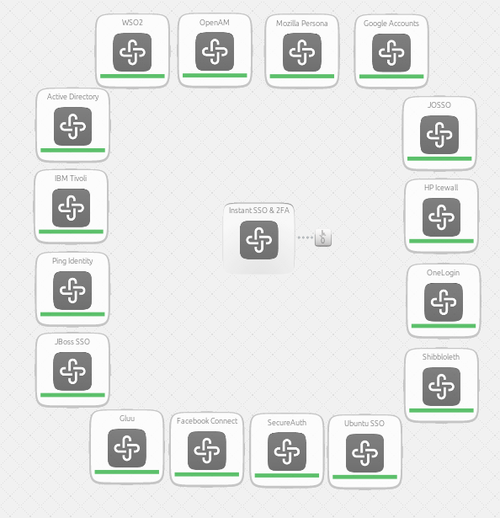 WSO2
OpenAM
Mozilla Persona
Google Accounts
Active Directory
JOSSO
IBM Tivoli
HP Icewall
Instant SSO & 2FA
Ping Identity
OneLogin
JBoss SSO
Shibboleth
Gluu
Facebook Connect
SecureAuth
Ubuntu SSO